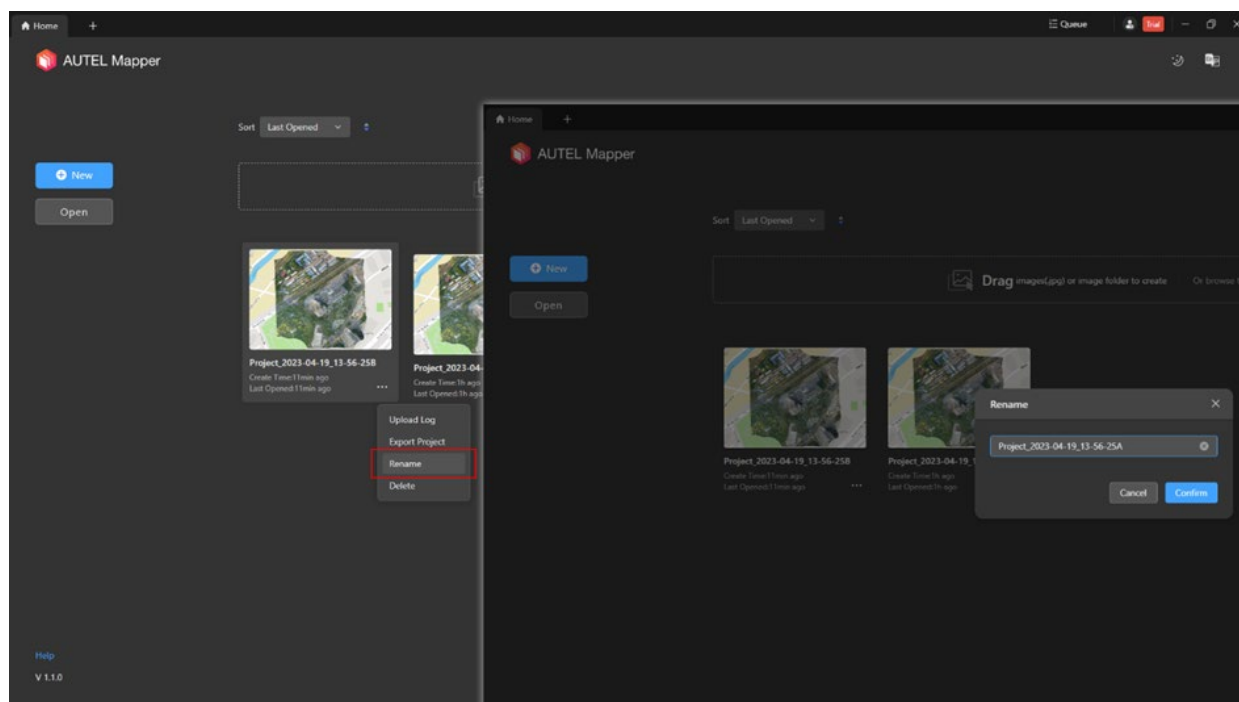 Home +
Queue
Trial
AUTEL Mapper
Sort Last Opened
New
Open
Project_2023-04-19_13-56-25B
Create Time:11min ago
Last Opened:11min ago
Project_2023-04-
Create Time:1h ago
Last Opened:1h ago
Upload Log
Export Project
Rename
Delete
Help
V 1.1.0
Home +
AUTEL Mapper
Sort Last Opened
New
Open
Drag images(.jpg) or image folder to create Or browse
Project_2023-04-19_13-56-25B
Create Time:11min ago
Last Opened:11min ago
Project_2023-04-19_1
Create Time:1h ago
Last Opened:1h ago
Rename
Project_2023-04-19_13-56-25A
Cancel
Confirm